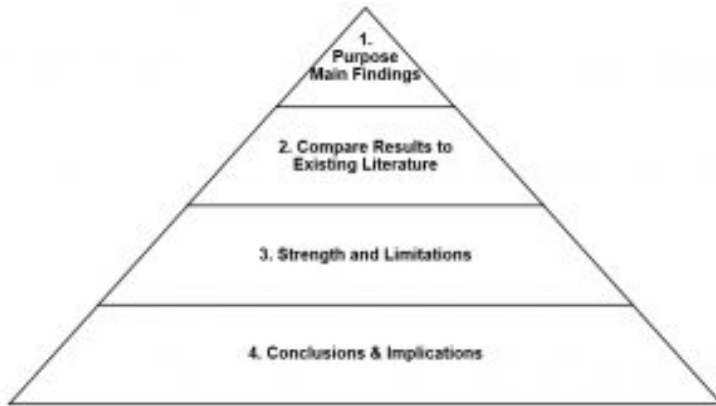 1.
Purpose
Main Findings
2. Compare Results to
Existing Literature
3. Strength and Limitations
4. Conclusions & Implications